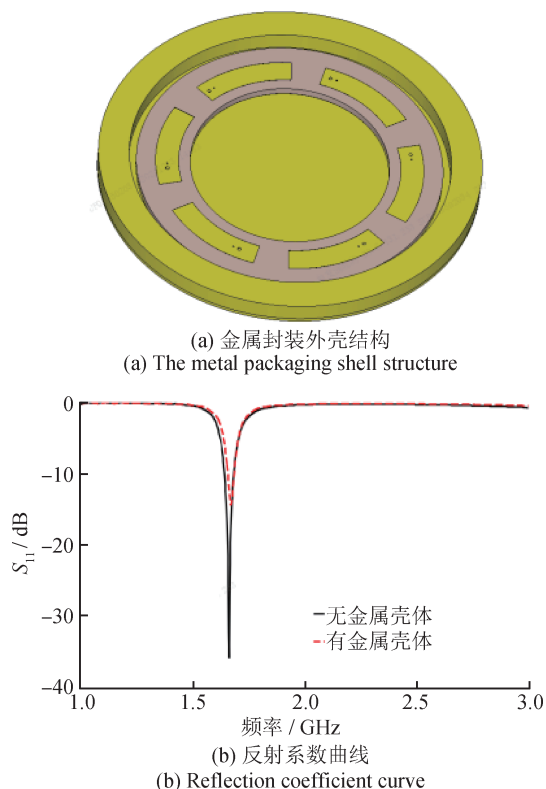 (a) 金属封装外壳结构
(a) The metal packaging shell structure
0
−10
−20
−30
−40
S11 / dB
无金属壳体
有金属壳体
1.0 1.5 2.0 2.5 3.0
频率 / GHz
(b) 反射系数曲线
(b) Reflection coefficient curve